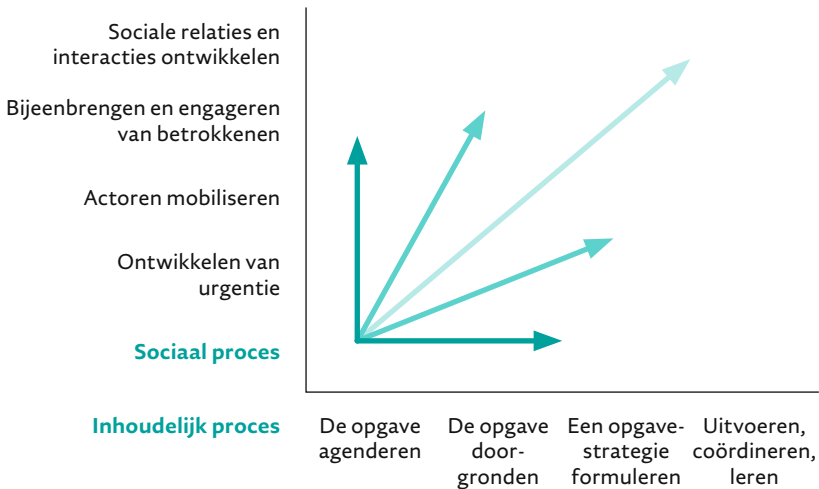 Sociale relaties en
interacties ontwikkelen
Bijeenbrengen en engageren
van betrokkenen
Actoren mobiliseren
Ontwikkelen van
urgentie
Sociaal proces
Inhoudelijk proces
De opgave
agenderen
De opgave
door-
gronden
Een opgave-
strategie
formuleren
Uitvoeren,
coördineren,
leren